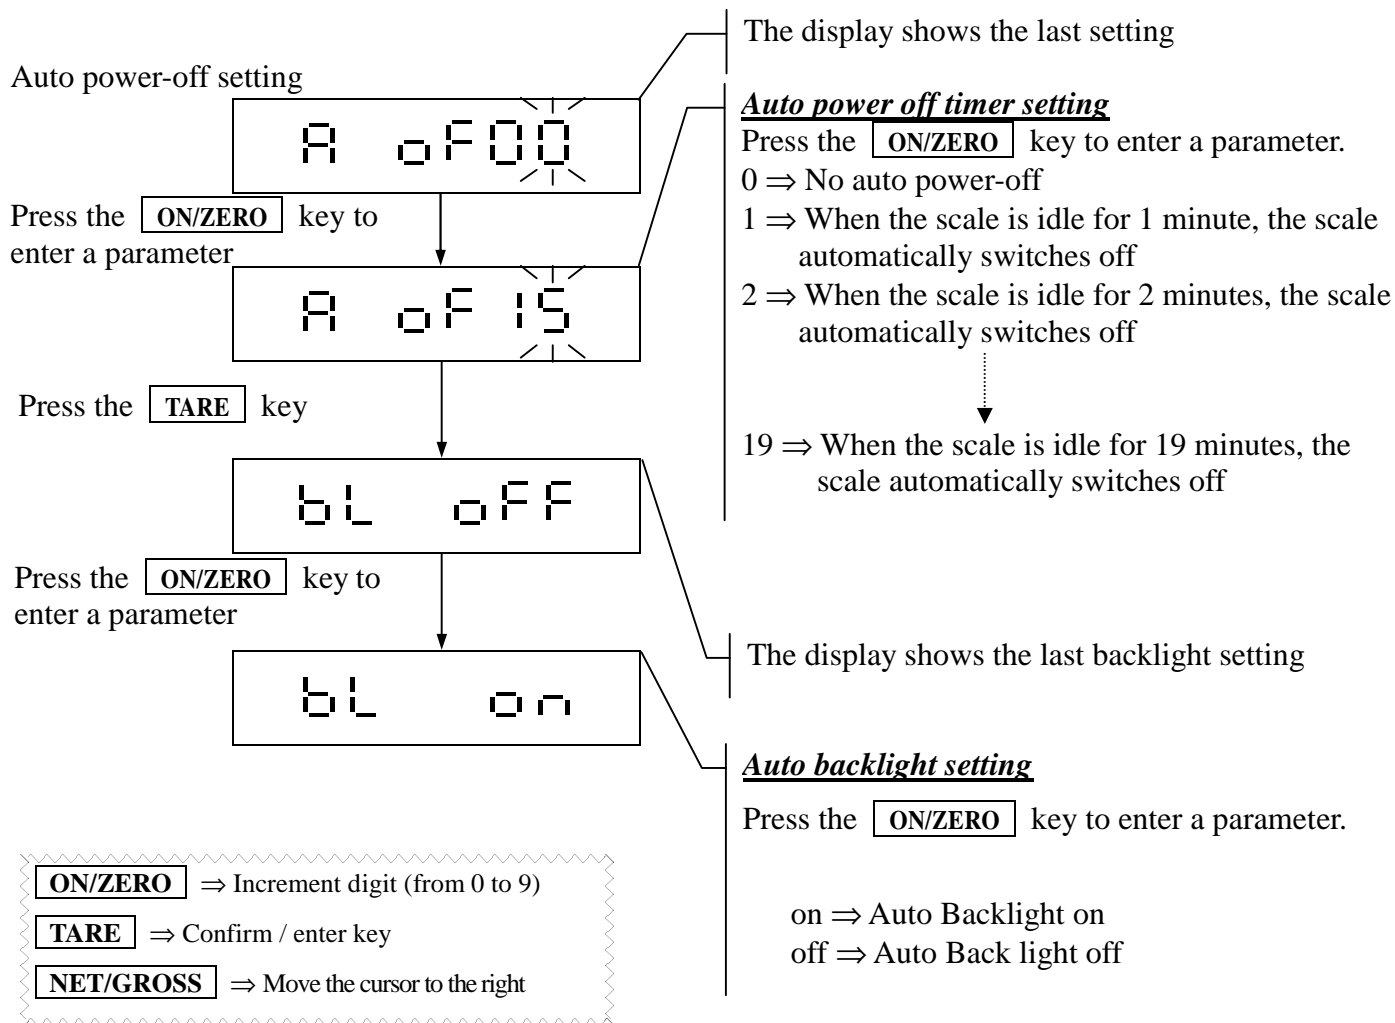 The display shows the last setting
Auto power-off setting
A oF00
Press the ON/ZERO key to
enter a parameter
A oF15
Press the TARE key
bL oFF
Press the ON/ZERO key to
enter a parameter
bL on
Auto power off timer setting
Press the ON/ZERO key to enter a parameter.
0 ⇒ No auto power-off
1 ⇒ When the scale is idle for 1 minute, the scale
automatically switches off
2 ⇒ When the scale is idle for 2 minutes, the scale
automatically switches off
19 ⇒ When the scale is idle for 19 minutes, the
scale automatically switches off
The display shows the last backlight setting
Auto backlight setting
Press the ON/ZERO key to enter a parameter.
on ⇒ Auto Backlight on
off ⇒ Auto Back light off
ON/ZERO ⇒ Increment digit (from 0 to 9)
TARE ⇒ Confirm / enter key
NET/GROSS ⇒ Move the cursor to the right